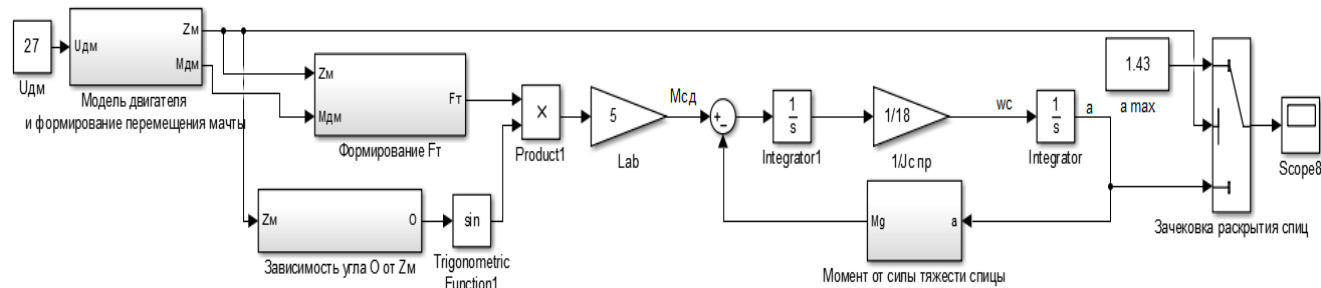 27
Uдм
Uдм
Zм
Mдм
Модель двигателя
и формирование перемещения мачты
Zм
Mдм
Fт
Формирование Fт
Zм
O
Зависимость угла О от Zм
sin
Trigonometric
Function1
X
Product1
5
Lab
Mсд
+
−
1
s
Integrator1
1/18
1/Jс пр
wc
1
s
Integrator
a
Mg
a
Момент от силы тяжести спицы
1.43
a max
Зачековка раскрытия спиц
Scope8